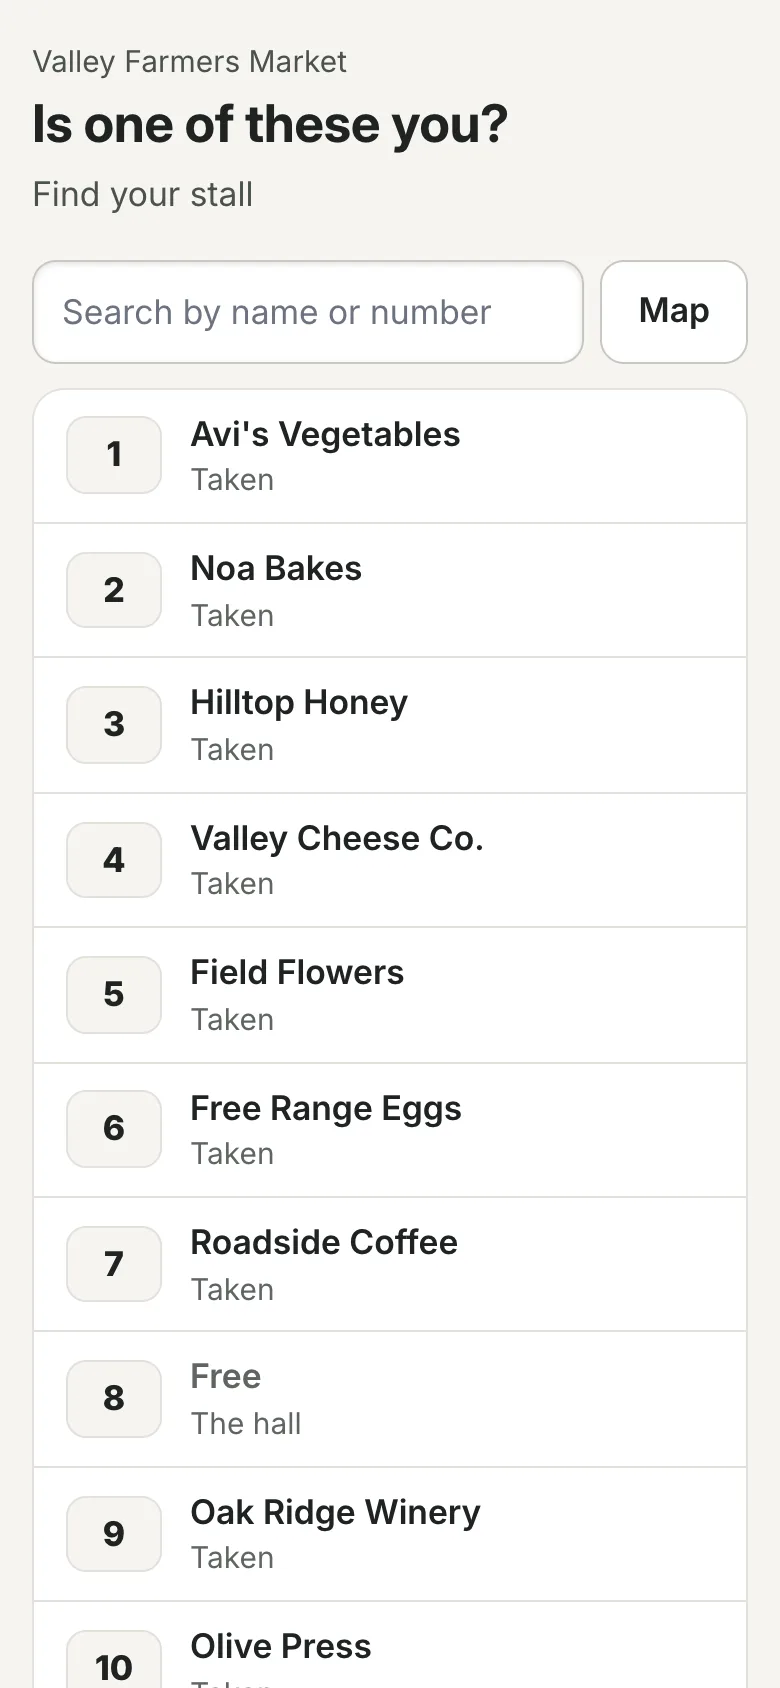 Valley Farmers Market
Is one of these you?
Find your stall
Search by name or number
Map
1
Avi's Vegetables
Taken
2
Noa Bakes
Taken
3
Hilltop Honey
Taken
4
Valley Cheese Co.
Taken
5
Field Flowers
Taken
6
Free Range Eggs
Taken
7
Roadside Coffee
Taken
8
Free
The hall
9
Oak Ridge Winery
Taken
10
Olive Press